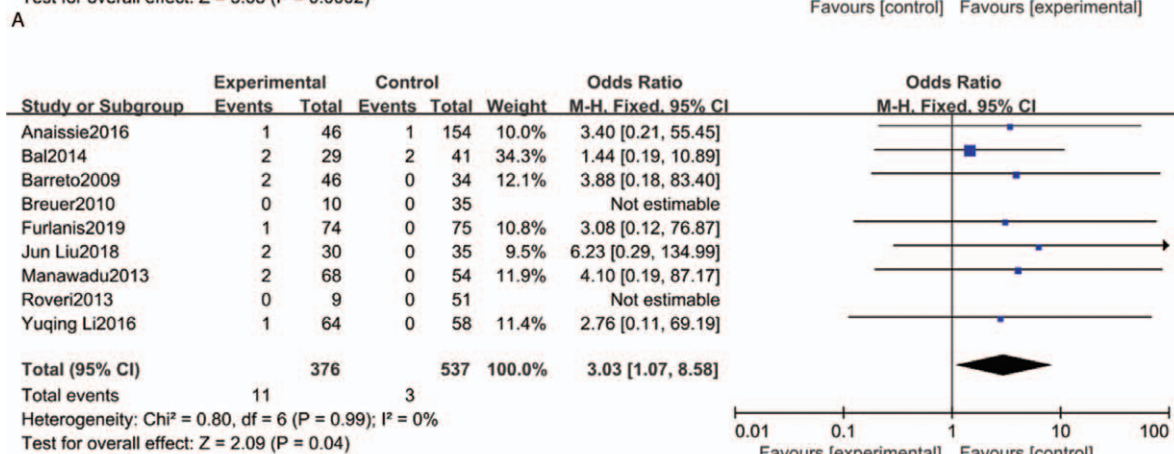 Favours [control] Favours [experimental]
A
Experimental Control Odds Ratio Odds Ratio
Study or Subgroup Events Total Events Total Weight M-H. Fixed. 95% CI M-H. Fixed. 95% CI
Anaissie2016 1 46 1 154 10.0% 3.40 [0.21, 55.45]
Bal2014 2 29 2 41 34.3% 1.44 [0.19, 10.89]
Barreto2009 2 46 0 34 12.1% 3.88 [0.18, 83.40]
Breuer2010 0 10 0 35 Not estimable
Furlanis2019 1 74 0 75 10.8% 3.08 [0.12, 76.87]
Jun Liu2018 2 30 0 35 9.5% 6.23 [0.29, 134.99]
Manawadu2013 2 68 0 54 11.9% 4.10 [0.19, 87.17]
Roveri2013 0 9 0 51 Not estimable
Yuqing Li2016 1 64 0 58 11.4% 2.76 [0.11, 69.19]
Total (95% CI) 376 537 100.0% 3.03 [1.07, 8.58]
Total events 11 3
Heterogeneity: Chi² = 0.80, df = 6 (P = 0.99); I² = 0%
Test for overall effect: Z = 2.09 (P = 0.04)
0.01 0.1 1 10 100
Favours [experimental] Favours [control]